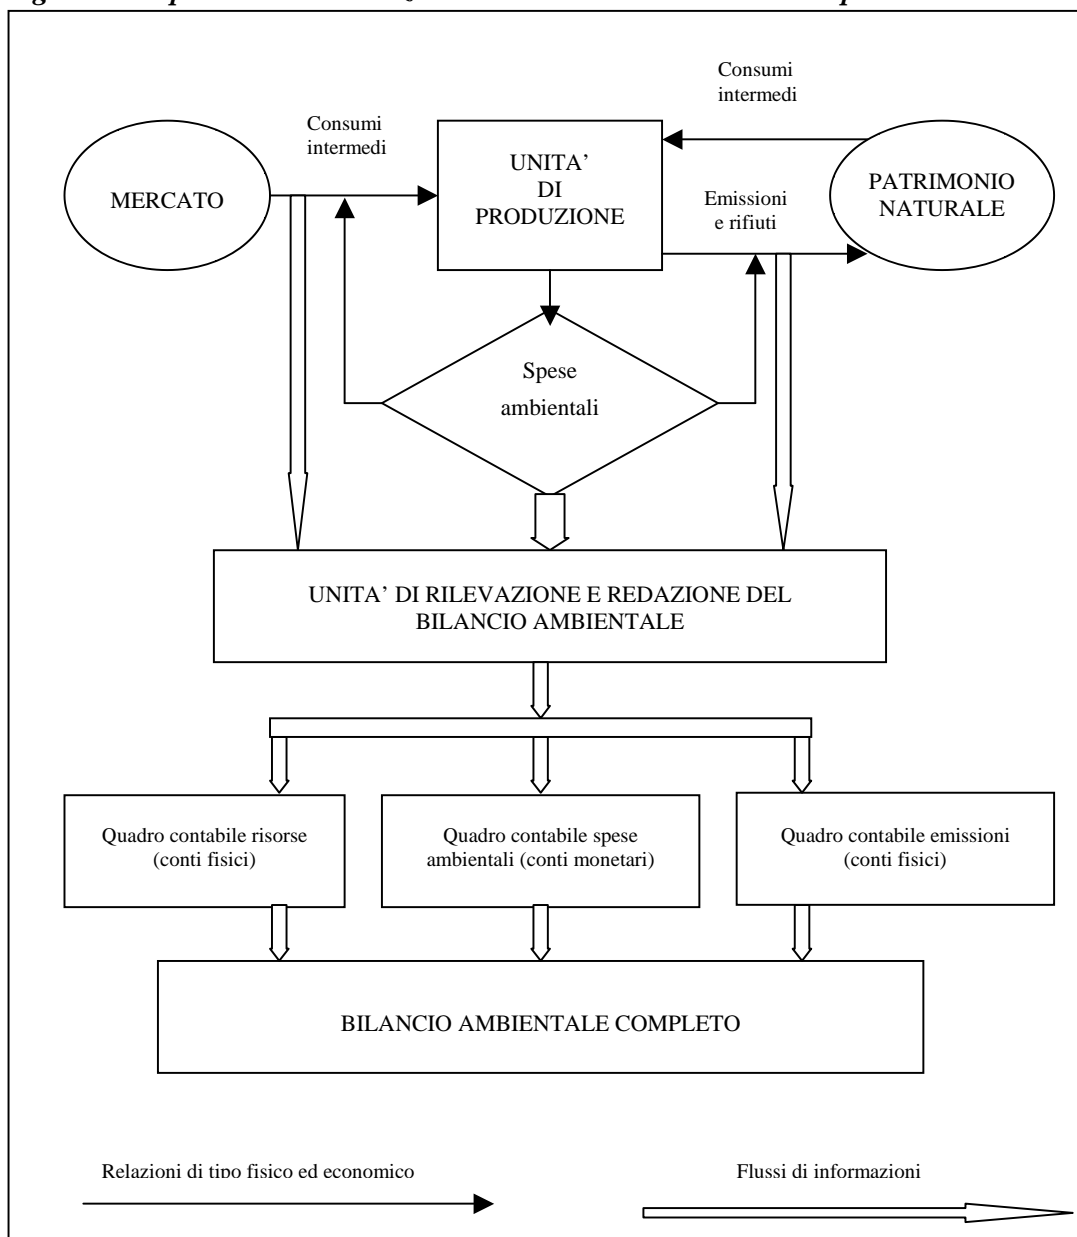 Consumi
intermedi
Consumi
intermedi
MERCATO
UNITA’
DI
PRODUZIONE
PATRIMONIO
NATURALE
Emissioni
e rifiuti
Spese
ambientali
UNITA’ DI RILEVAZIONE E REDAZIONE DEL
BILANCIO AMBIENTALE
Quadro contabile risorse
(conti fisici)
Quadro contabile spese
ambientali (conti monetari)
Quadro contabile emissioni
(conti fisici)
BILANCIO AMBIENTALE COMPLETO
Relazioni di tipo fisico ed economico
Flussi di informazioni